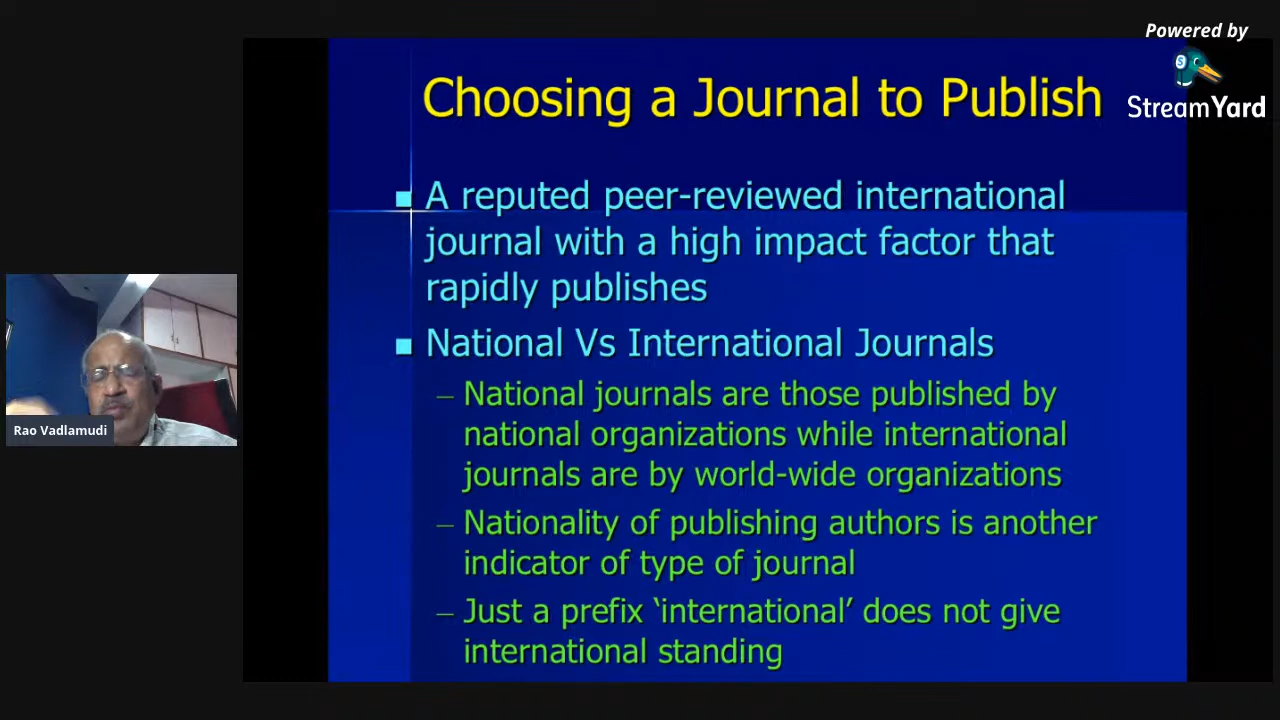 Powered by
StreamYard
Choosing a Journal to Publish
■ A reputed peer-reviewed international
journal with a high impact factor that
rapidly publishes
■ National Vs International Journals
– National journals are those published by
national organizations while international
journals are by world-wide organizations
– Nationality of publishing authors is another
indicator of type of journal
– Just a prefix ‘international’ does not give
international standing
Rao Vadlamudi